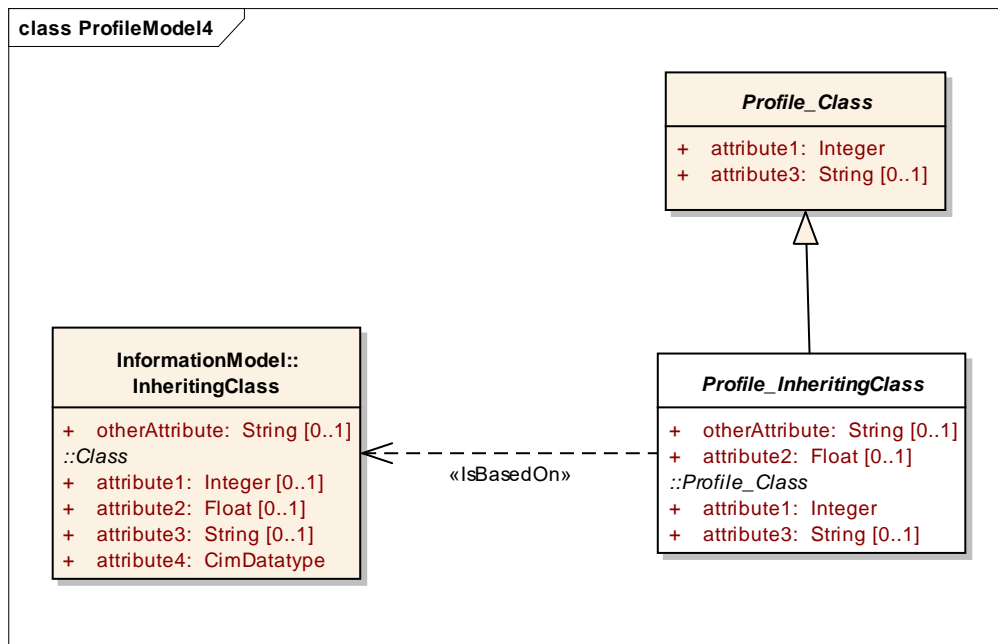 class ProfileModel4
Profile_Class
+ attribute1: Integer
+ attribute3: String [0..1]
InformationModel::
InheritingClass
+ otherAttribute: String [0..1]
::Class
+ attribute1: Integer [0..1]
+ attribute2: Float [0..1]
+ attribute3: String [0..1]
+ attribute4: CimDatatype
«IsBasedOn»
Profile_InheritingClass
+ otherAttribute: String [0..1]
+ attribute2: Float [0..1]
::Profile_Class
+ attribute1: Integer
+ attribute3: String [0..1]